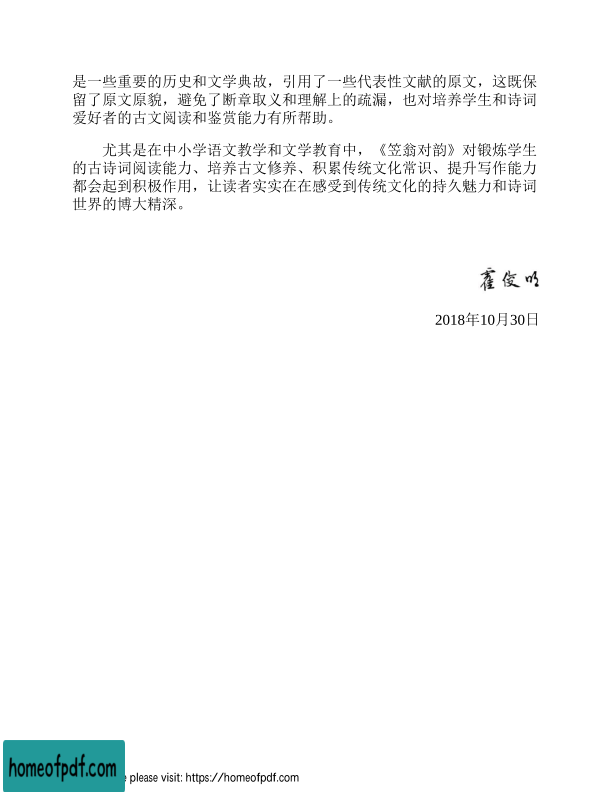 是一些重要的历史和文学典故，引用了一些代表性文献的原文，这既保
留了原文原貌，避免了断章取义和理解上的疏漏，也对培养学生和诗词
爱好者的古文阅读和鉴赏能力有所帮助。
尤其是在中小学语文教学和文学教育中，《笠翁对韵》对锻炼学生
的古诗词阅读能力、培养古文修养、积累传统文化常识、提升写作能力
都会起到积极作用，让读者实实在在感受到传统文化的持久魅力和诗词
世界的博大精深。
霍俊明
2018年10月30日
homeofpdf.com
please visit: https://homeofpdf.com